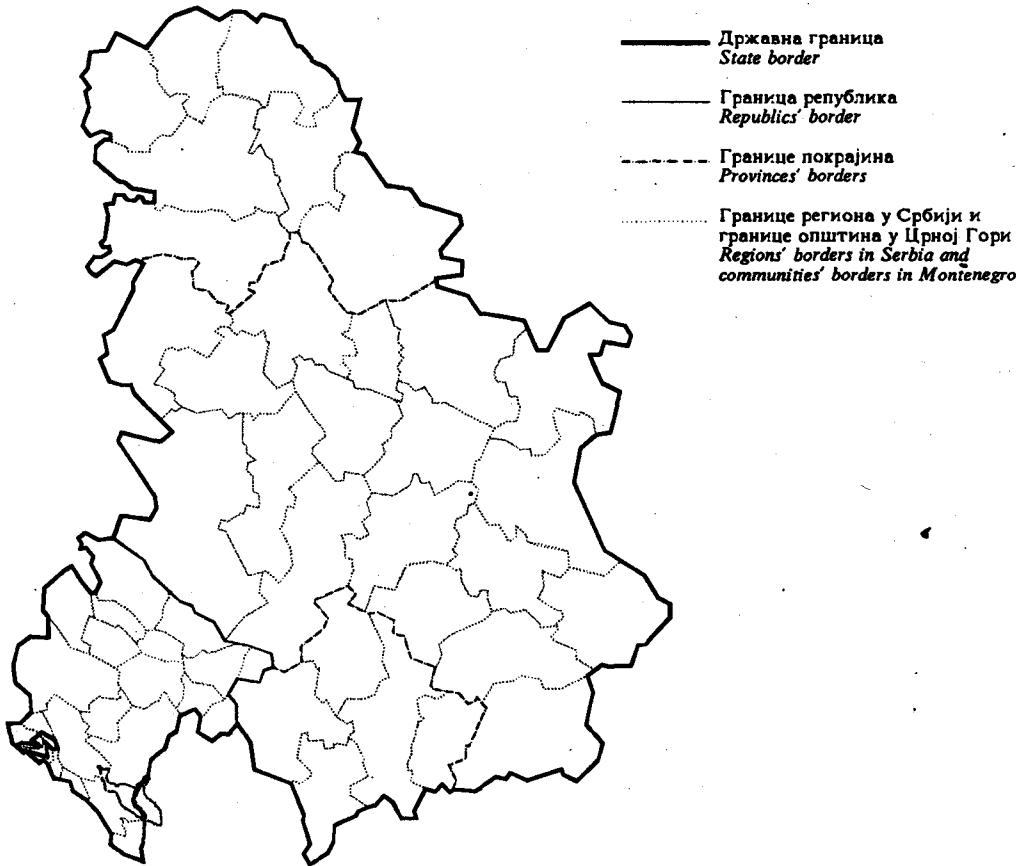 Државна граница
State border
Граница република
Republics' border
Границе покрајина
Provinces' borders
Границе региона у Србији и
границе општина у Црној Гори
Regions' borders in Serbia and
communities' borders in Montenegro